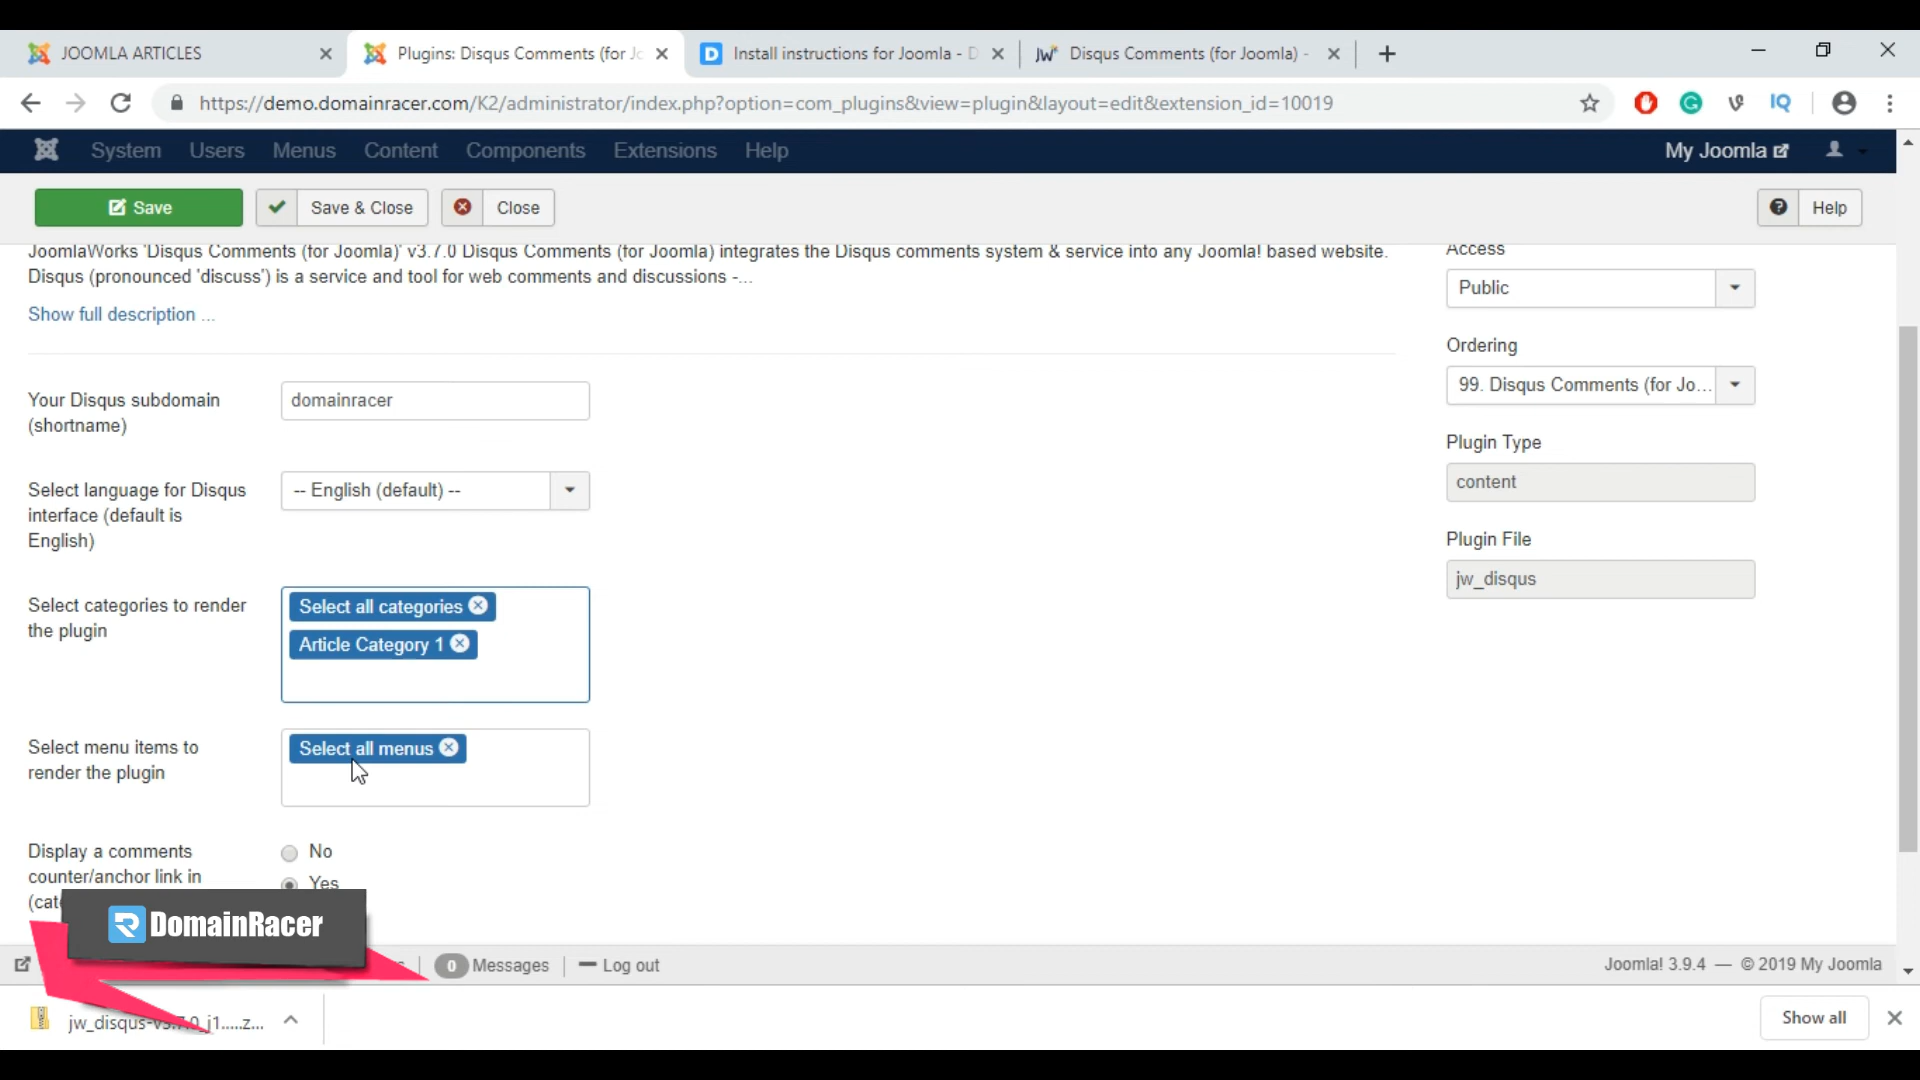 JOOMLA ARTICLES
Plugins: Disqus Comments (for Jo
Install instructions for Joomla - D
JW Disqus Comments (for Joomla) -
https://demo.domainracer.com/K2/administrator/index.php?option=com_plugins&view=plugin&layout=edit&extension_id=10019
System Users Menus Content Components Extensions Help
My Joomla
Save
Save & Close
Close
Help
JoomlaWorks 'Disqus Comments (for Joomla)' v3.7.0 Disqus Comments (for Joomla) integrates the Disqus comments system & service into any Joomla! based website.
Disqus (pronounced 'discuss') is a service and tool for web comments and discussions -...
Show full description ...
Access
Public
Ordering
99. Disqus Comments (for Jo...
Plugin Type
content
Plugin File
jw_disqus
Your Disqus subdomain
(shortname)
domainracer
Select language for Disqus
interface (default is
English)
-- English (default) --
Select categories to render
the plugin
Select all categories
Article Category 1
Select menu items to
render the plugin
Select all menus
Display a comments
counter/anchor link in
No
Yes
DomainRacer
0 Messages
Log out
Joomla! 3.9.4 — © 2019 My Joomla
jw_disqus-v3.7.0_j1.....z...
Show all